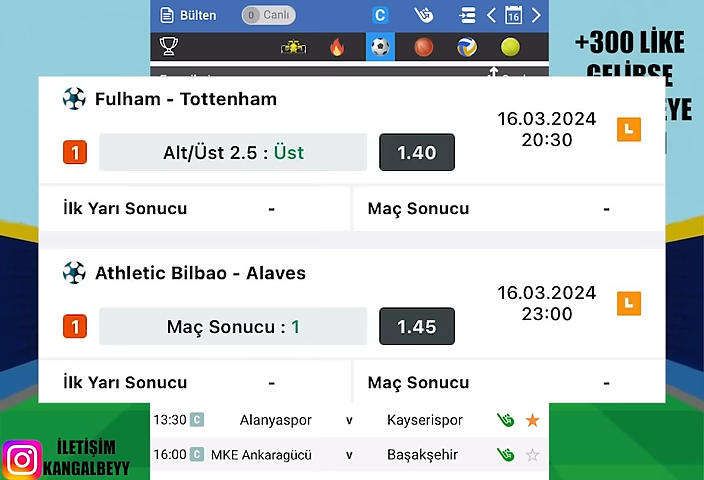 Bülten
0 Canlı
C
16
+300 LİKE
GELİRSE
Fulham - Tottenham
16.03.2024
20:30
L
1
Alt/Üst 2.5 : Üst
1.40
İlk Yarı Sonucu
-
Maç Sonucu
-
Athletic Bilbao - Alaves
16.03.2024
23:00
L
1
Maç Sonucu : 1
1.45
İlk Yarı Sonucu
-
Maç Sonucu
-
13:30 C Alanyaspor v Kayserispor
16:00 C MKE Ankaragücü v Başakşehir
İLETİŞİM
KANGALBEYY